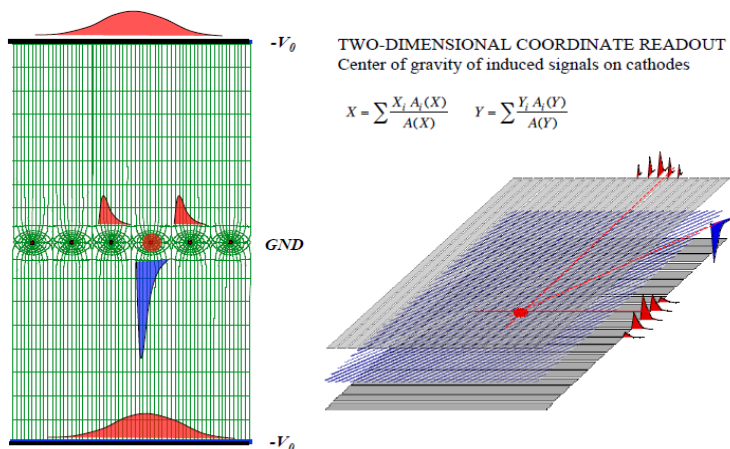 -V₀
TWO-DIMENSIONAL COORDINATE READOUT
Center of gravity of induced signals on cathodes
X = ∑ Xᵢ Aᵢ(X) / A(X)    Y = ∑ Yᵢ Aᵢ(Y) / A(Y)
GND
-V₀